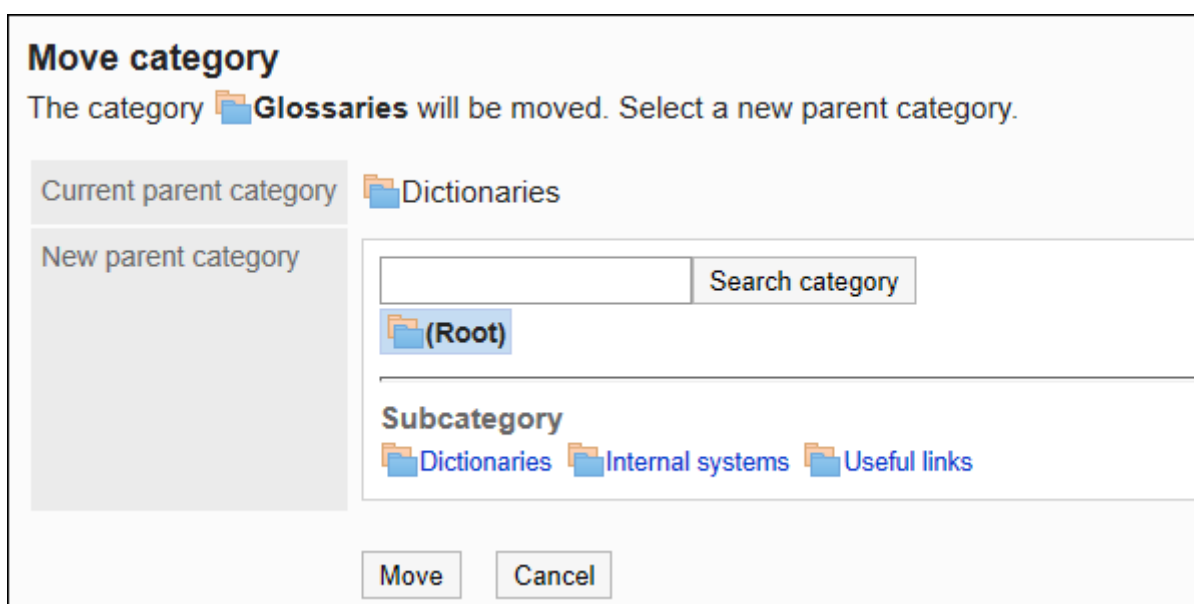 Move category
The category Glossaries will be moved. Select a new parent category.
Current parent category Dictionaries
New parent category
Search category
(Root)
Subcategory
Dictionaries Internal systems Useful links
Move Cancel